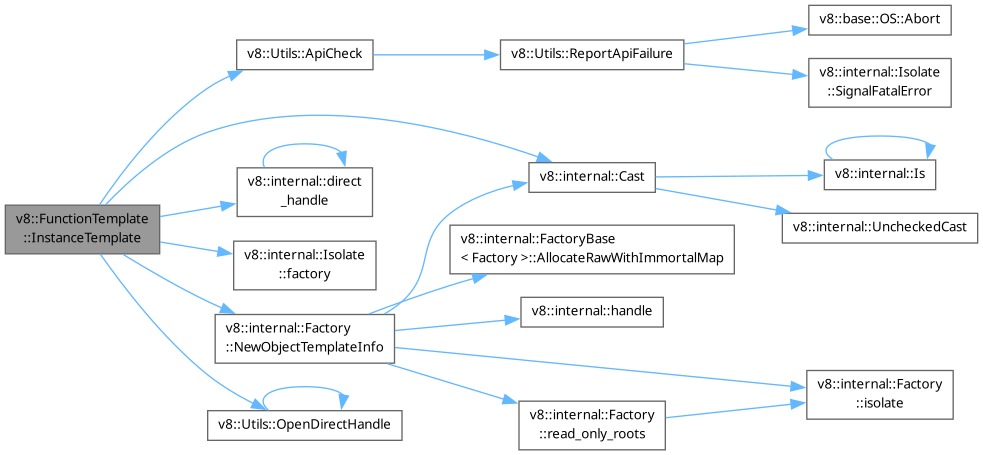 v8::FunctionTemplate
::InstanceTemplate
v8::Utils::ApiCheck
v8::Utils::ReportApiFailure
v8::base::OS::Abort
v8::internal::Isolate
::SignalFatalError
v8::internal::Cast
v8::internal::Is
v8::internal::UncheckedCast
v8::internal::direct
_handle
v8::internal::Isolate
::factory
v8::internal::Factory
::NewObjectTemplateInfo
v8::internal::FactoryBase
< Factory >::AllocateRawWithImmortalMap
v8::internal::handle
v8::internal::Factory
::isolate
v8::internal::Factory
::read_only_roots
v8::Utils::OpenDirectHandle